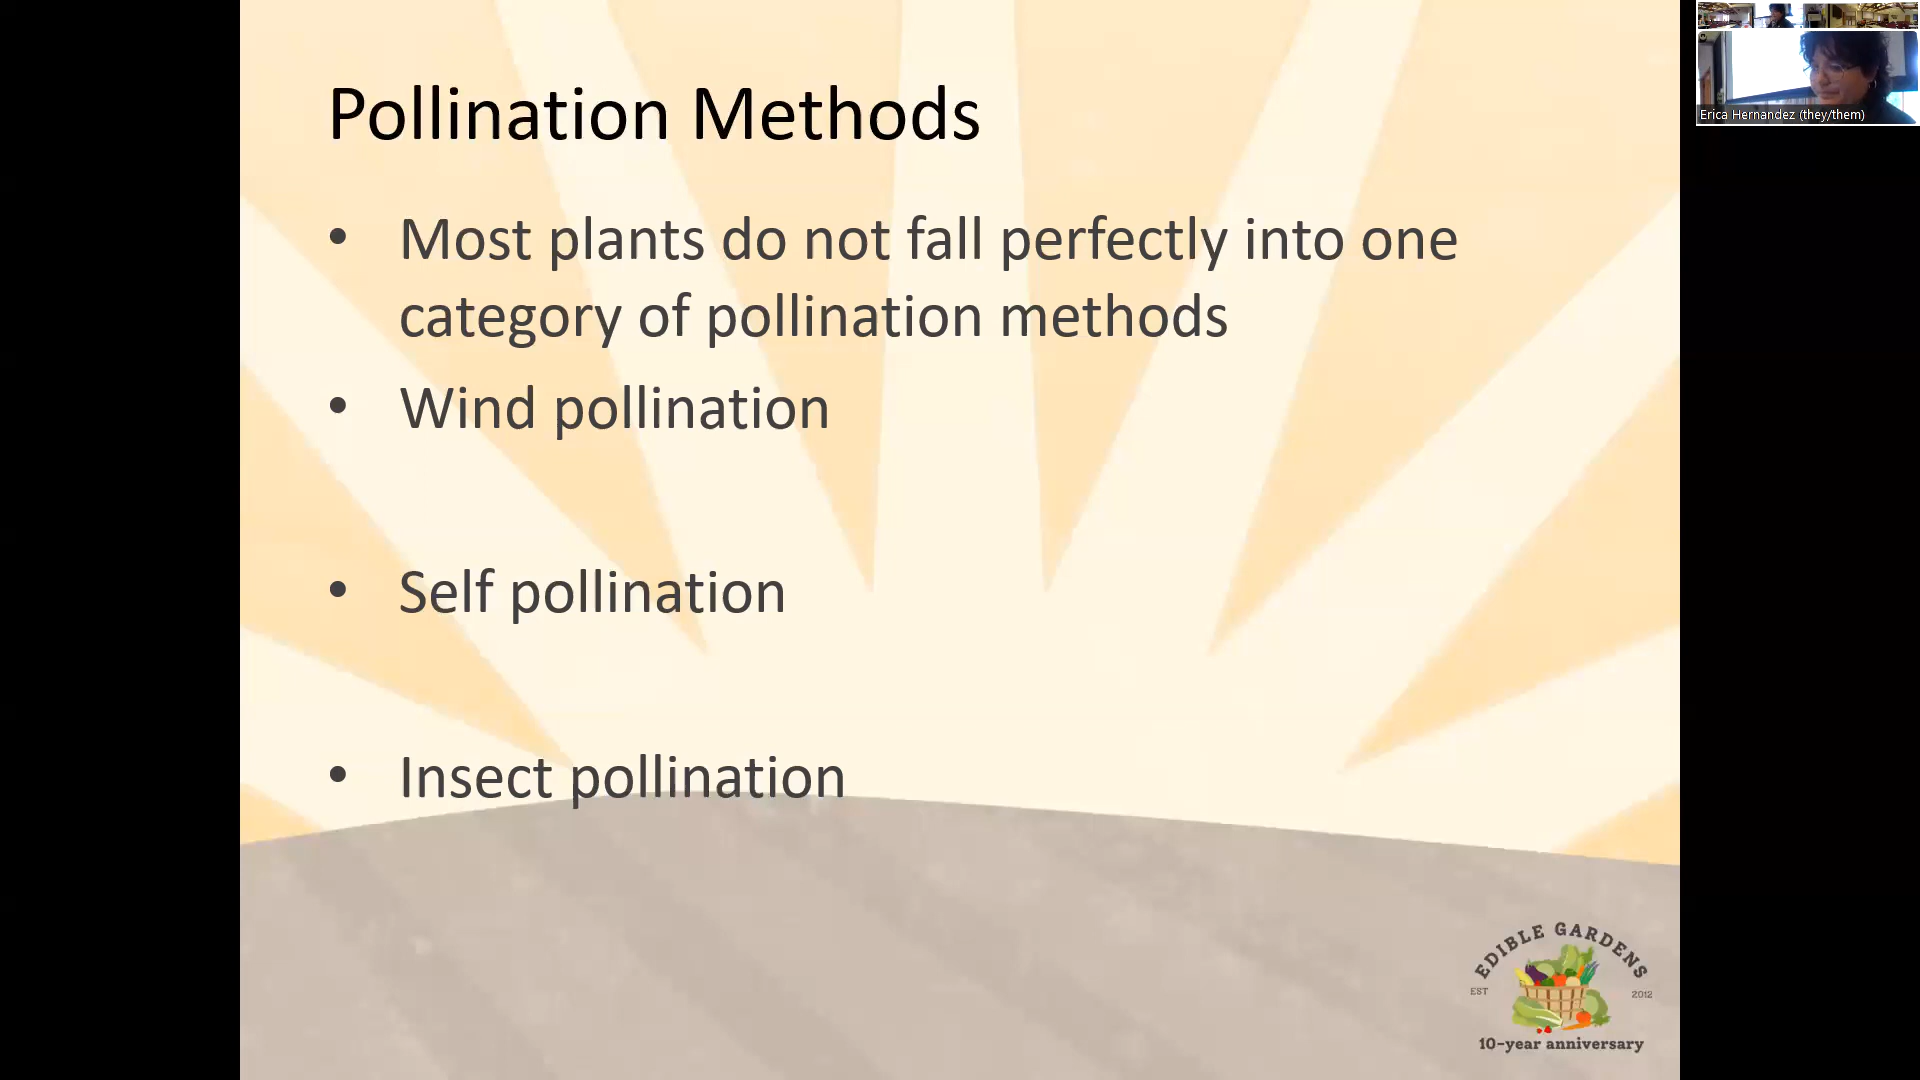 Pollination Methods
• Most plants do not fall perfectly into one
category of pollination methods
• Wind pollination
• Self pollination
• Insect pollination
Erica Hernandez (they/them)
EDIBLE GARDENS
EST 2012
10-year anniversary